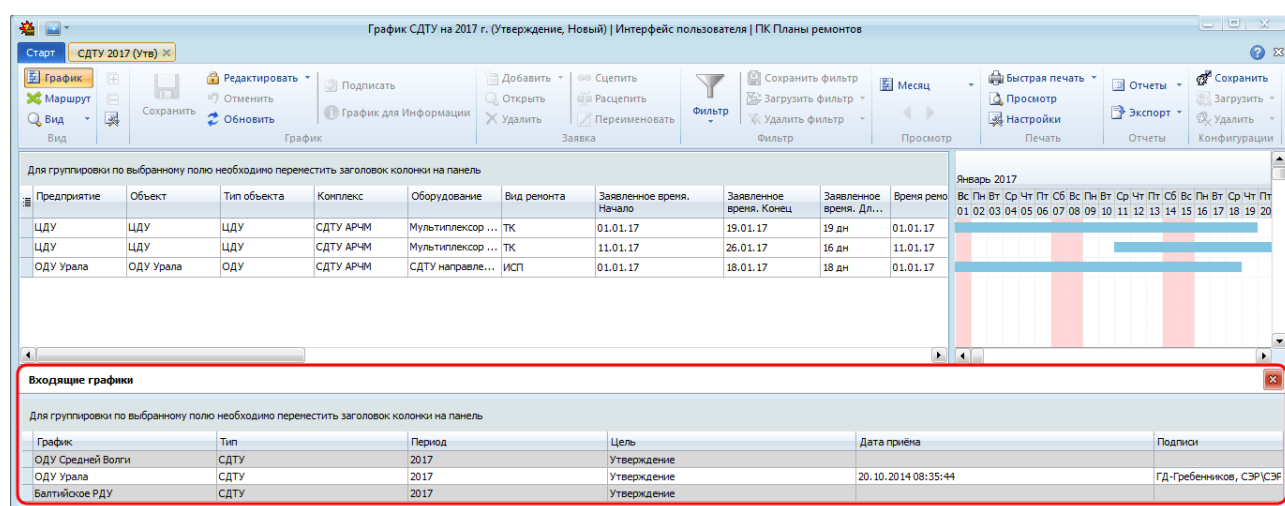 График СДТУ на 2017 г. (Утверждение, Новый) | Интерфейс пользователя | ПК Планы ремонтов
Старт СДТУ 2017 (Утв)
График Редактировать Подписать Добавить Сцепить Сохранить фильтр Месяц Быстрая печать Отчеты Сохранить
Маршрут Сохранить Отменить Открыть Расцепить Фильтр Загрузить фильтр Просмотр Загрузить
Вид Обновить График для Информации Удалить Переименовать Удалить фильтр Настройки Экспорт Удалить
Вид График Заявка Фильтр Просмотр Печать Отчеты Конфигурации
Для группировки по выбранному полю необходимо переместить заголовок колонки на панель
Январь 2017
Предприятие Объект Тип объекта Комплекс Оборудование Вид ремонта Заявленное время. Начало Заявленное время. Конец Заявленное время. Дл... Время ремо Вс Пн Вт Ср Чт Пт Сб Вс Пн Вт Ср Чт Пт Сб Вс Пн Вт Ср Чт Пт
01 02 03 04 05 06 07 08 09 10 11 12 13 14 15 16 17 18 19 20
ЦДУ ЦДУ ЦДУ СДТУ АРЧМ Мультиплексор ... ТК 01.01.17 19.01.17 19 дн 01.01.17
ЦДУ ЦДУ ЦДУ СДТУ АРЧМ Мультиплексор ... ТК 11.01.17 26.01.17 16 дн 11.01.17
ОДУ Урала ОДУ Урала ОДУ СДТУ АРЧМ СДТУ направле... ИСП 01.01.17 18.01.17 18 дн 01.01.17
Входящие графики
Для группировки по выбранному полю необходимо переместить заголовок колонки на панель
График Тип Период Цель Дата приёма Подписи
ОДУ Средней Волги СДТУ 2017 Утверждение
ОДУ Урала СДТУ 2017 Утверждение 20.10.2014 08:35:44 ГД-Гребенников, СЭР\СЭР
Балтийское РДУ СДТУ 2017 Утверждение